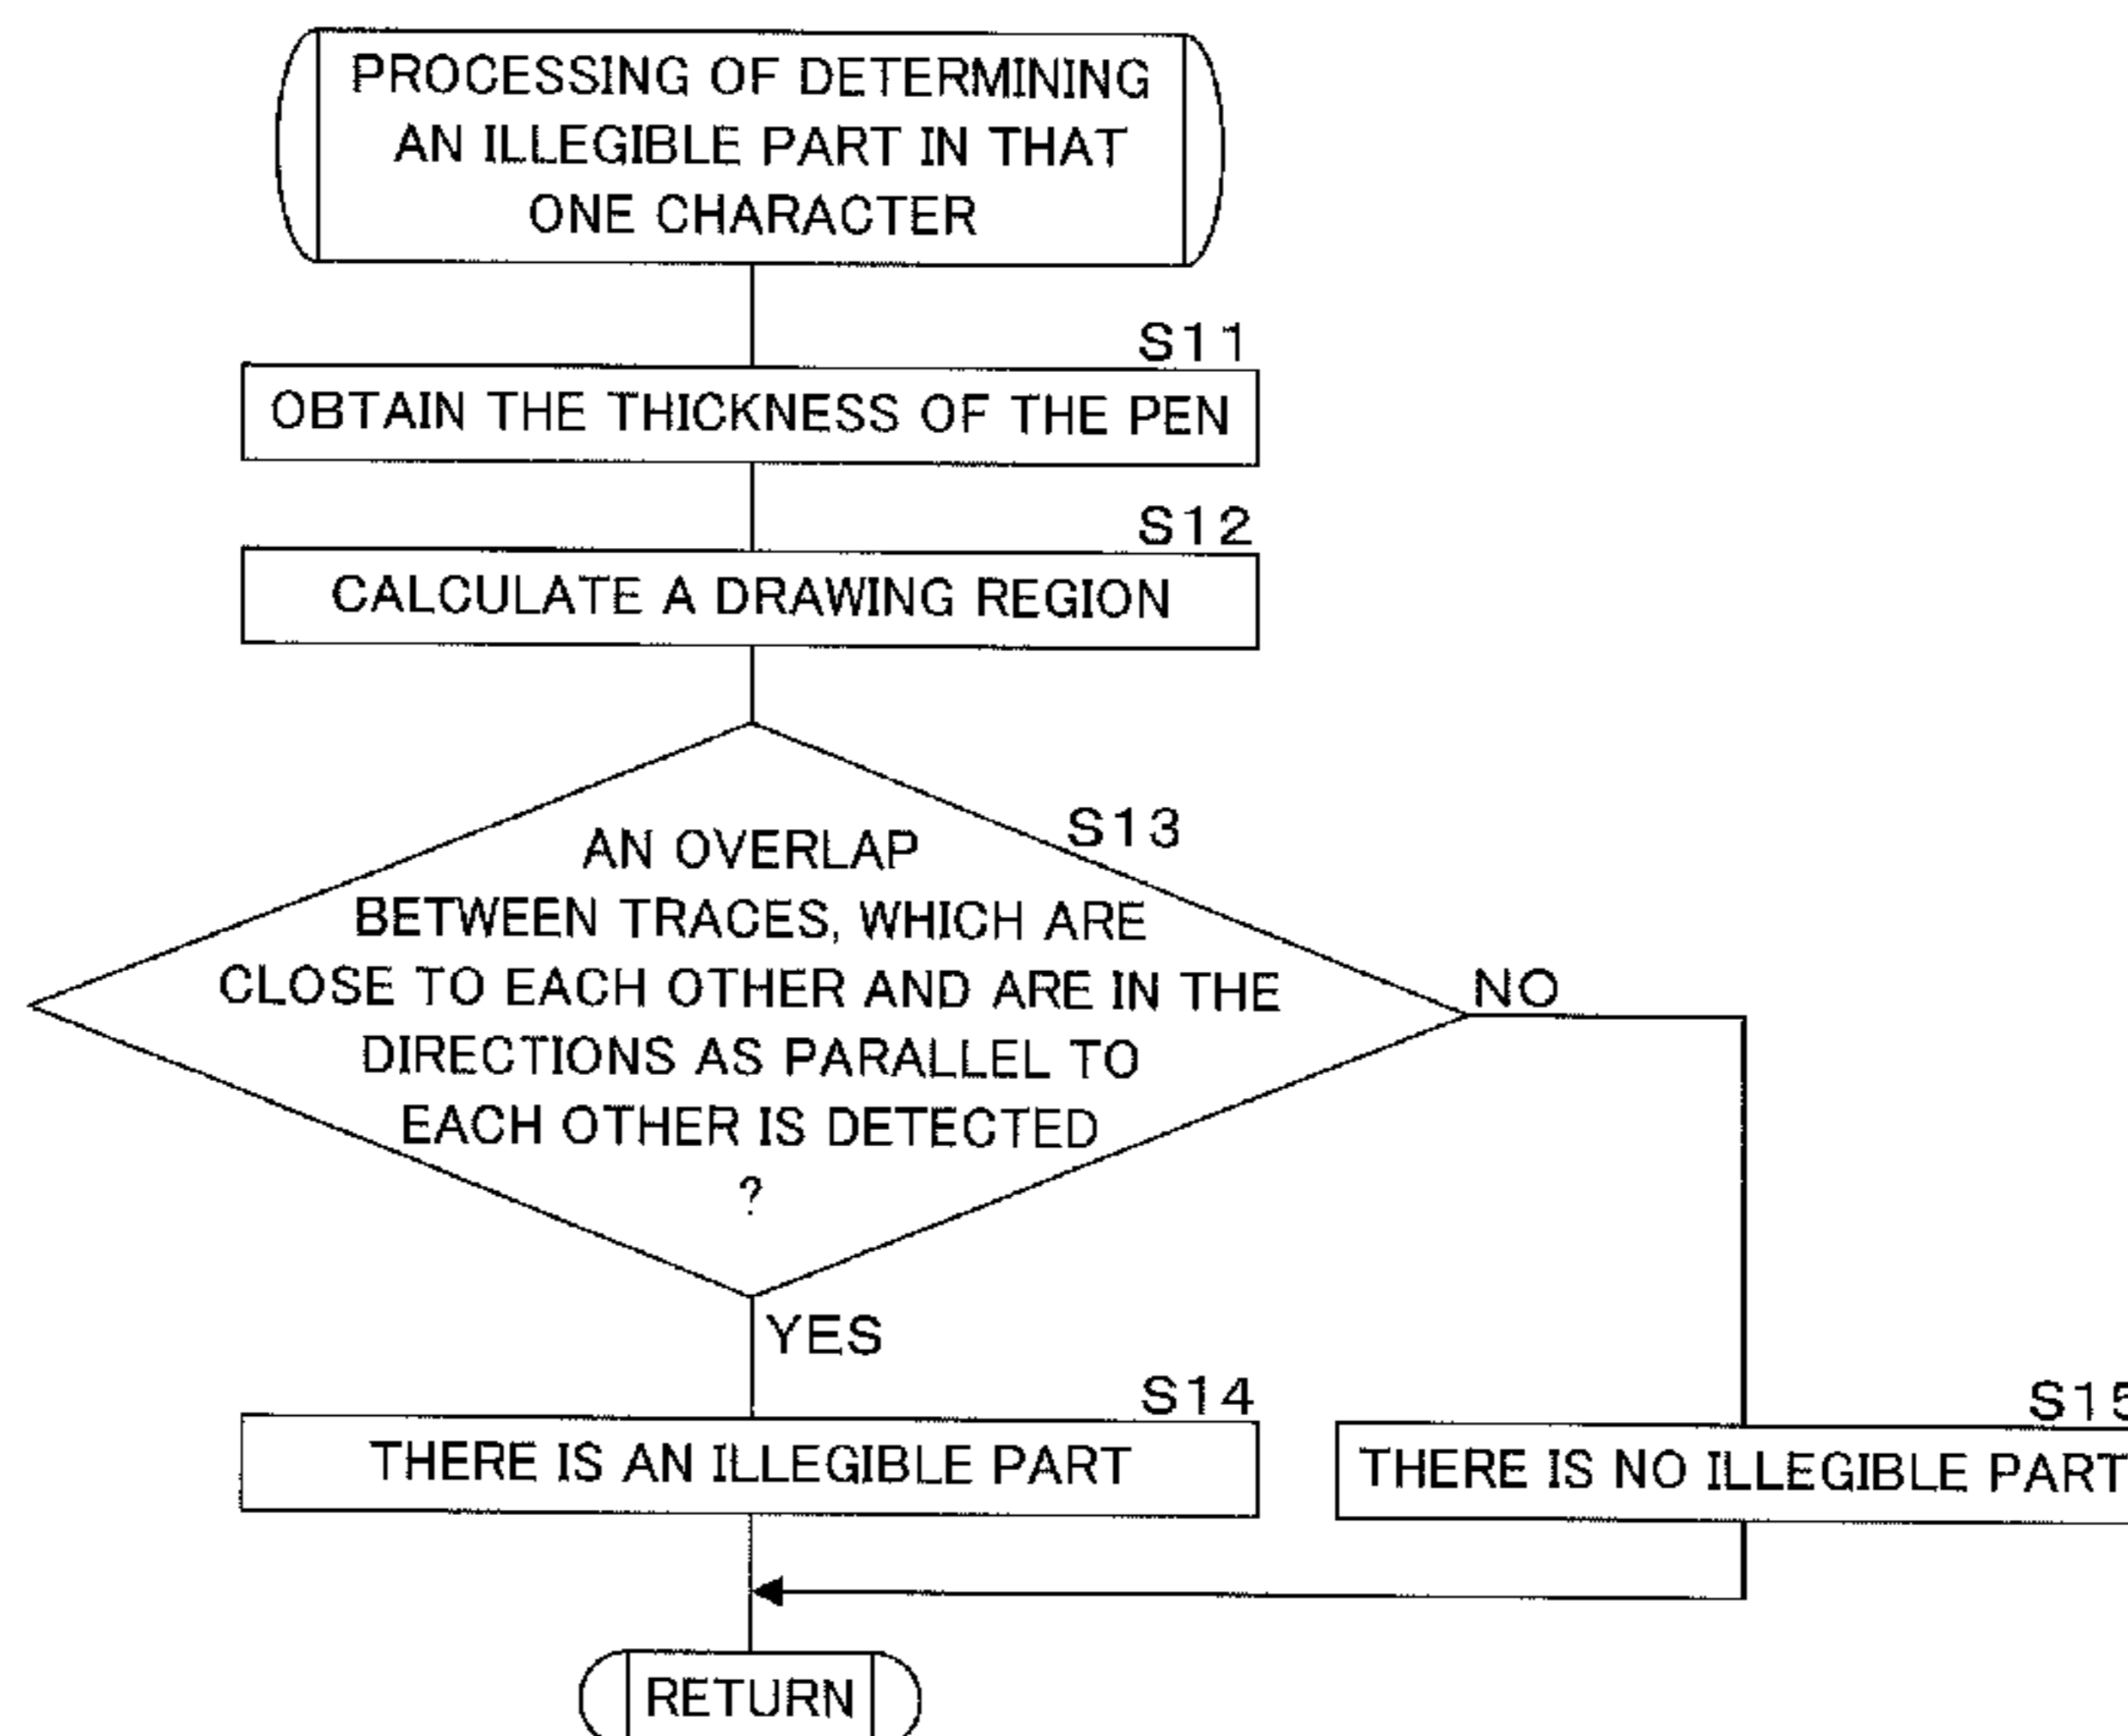 PROCESSING OF DETERMINING
AN ILLEGIBLE PART IN THAT
ONE CHARACTER
S11
OBTAIN THE THICKNESS OF THE PEN
S12
CALCULATE A DRAWING REGION
S13
AN OVERLAP
BETWEEN TRACES, WHICH ARE
CLOSE TO EACH OTHER AND ARE IN THE
DIRECTIONS AS PARALLEL TO
EACH OTHER IS DETECTED
?
NO
YES
S14
THERE IS AN ILLEGIBLE PART
S15
THERE IS NO ILLEGIBLE PART
RETURN